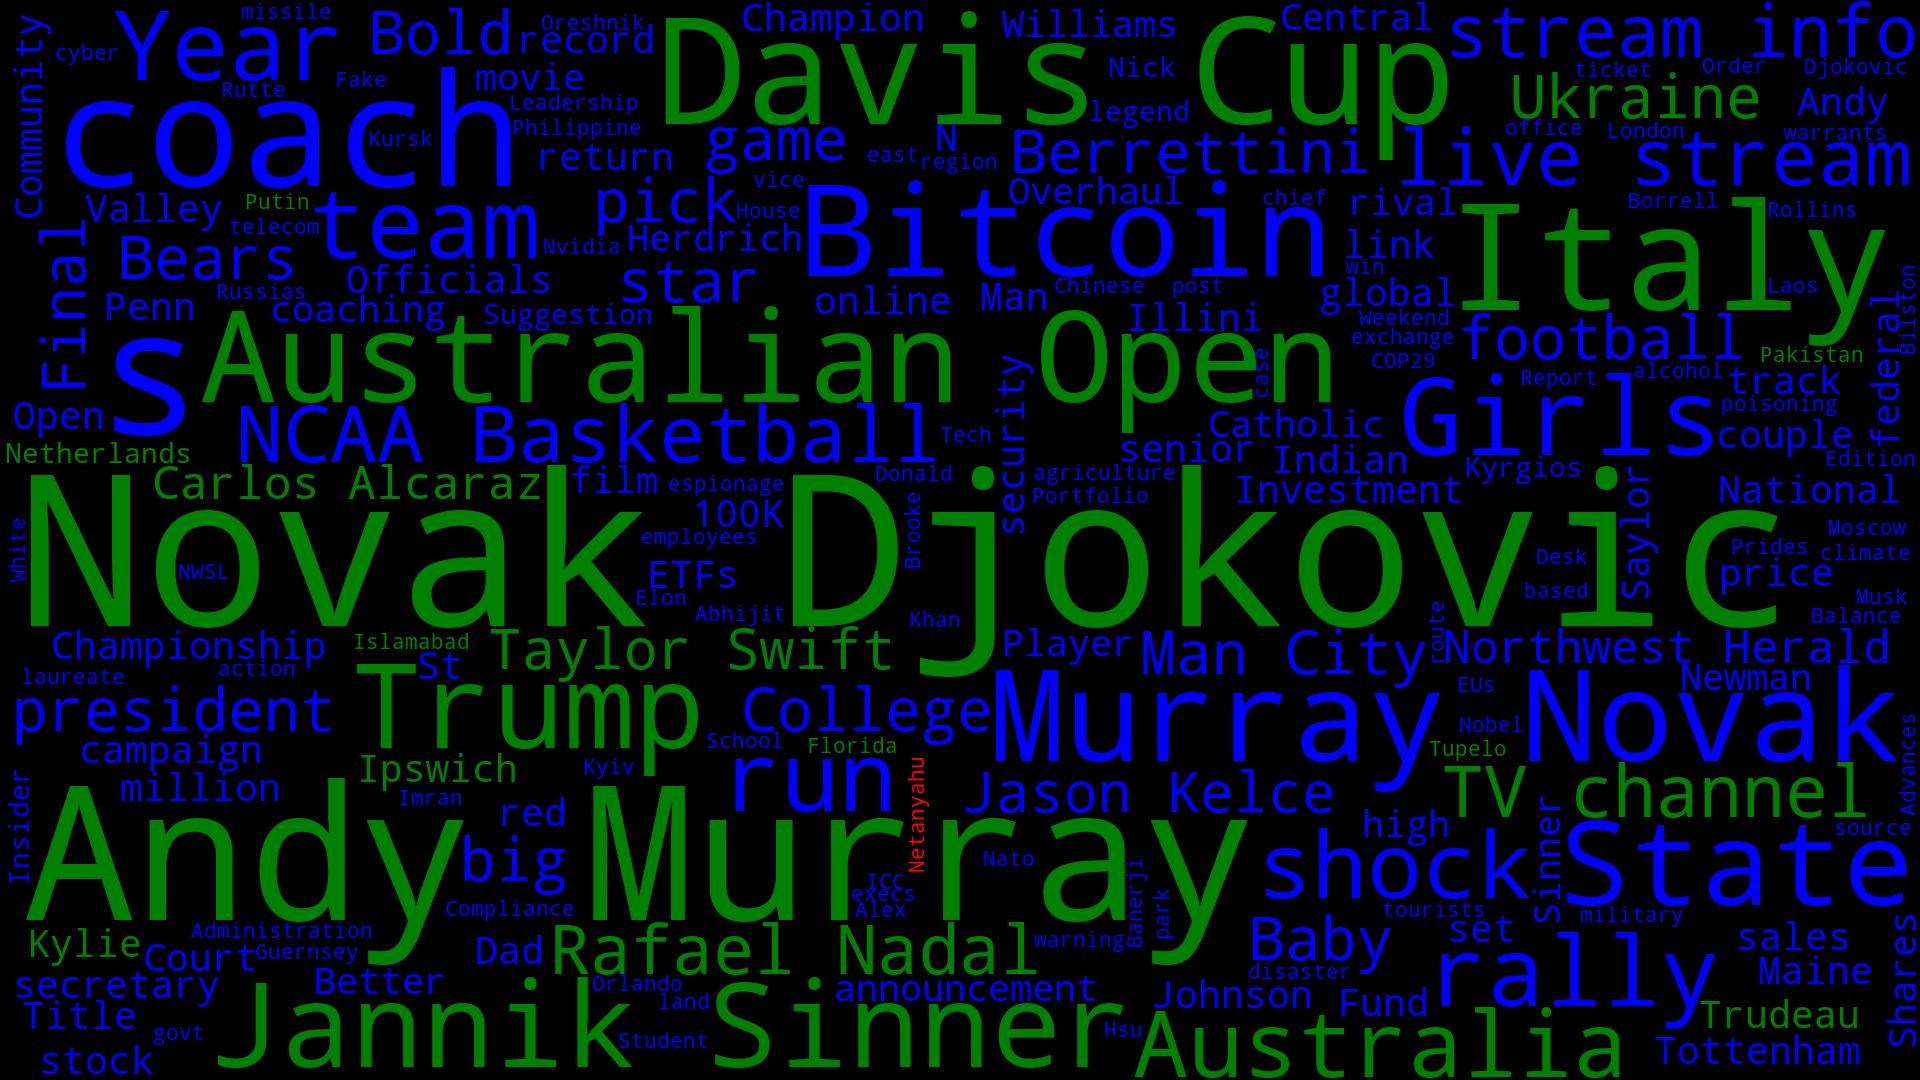 missile
Oreshnik
Champion
Williams
Central
stream info
cyber
Year
Bold
record
Davis Cup
Community
Rutte
Fake
movie
Nick
Ukraine
ticket
Order
Djokovic
coach
Leadership
Philippine
legend
Andy
Kursk
return
game
N
east
region
Berrettini
office
London
warrants
live stream
Valley
Putin
telecom
team
pick
vice
House
Bitcoin
Overhaul
chief
rival
Italy
Borrell
Rollins
Final
Bears
Nvidia
Herdrich
link
win
Officials
star
Russias
Penn
coaching
Suggestion
online
Man
Chinese
post
global
Laos
Billston
Illini
Weekend
exchange
COP29
football
Pakistan
federal
s
Australian Open
case
security
Report
alcohol
track
poisoning
Open
NCAA Basketball
Tech
Catholic
Girls
couple
Netherlands
senior
Indian
Kyrgios
Edition
Carlos Alcaraz
film
espionage
Donald
agriculture
Portfolio
Investment
Saylor
National
Novak Djokovic
100K
employees
Brooke
White
NWSL
ETFs
Elon
Abhijit
Khan
Desk
based
Prides
Moscow
climate
price
Musk
Balance
Championship
Islamabad
Taylor Swift
Player
Man City
route
Northwest Herald
laureate
action
St
Trump
president
College
Murray
EUs
Nobel
Novak
Newman
campaign
School
Florida
Tupelo
Advances
Ipswich
Kyiv
run
Netanyahu
Jason Kelce
TV channel
Insider
million
Imran
red
high
source
Andy Murray
big
Nato
shock
Sinner
State
ICC
execs
Alex
Compliance
Banerji
park
tourists
military
Kylie
Administration
Guernsey
Court
Dad
Rafael Nadal
warning
Baby
set
rally
sales
Shares
secretary
Better
Orlando
announcement
disaster
Johnson
Fund
Maine
Title
govt
Jannik Sinner
land
Student
Hsu
Australia
Trudeau
stock
Tottenham